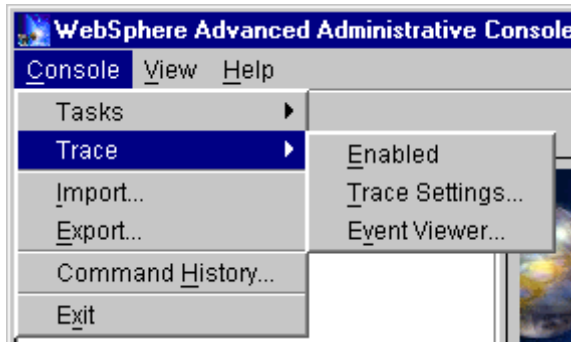 WebSphere Advanced Administrative Console
Console View Help
Tasks
Trace
Import...
Export...
Command History...
Exit
Enabled
Trace Settings...
Event Viewer...